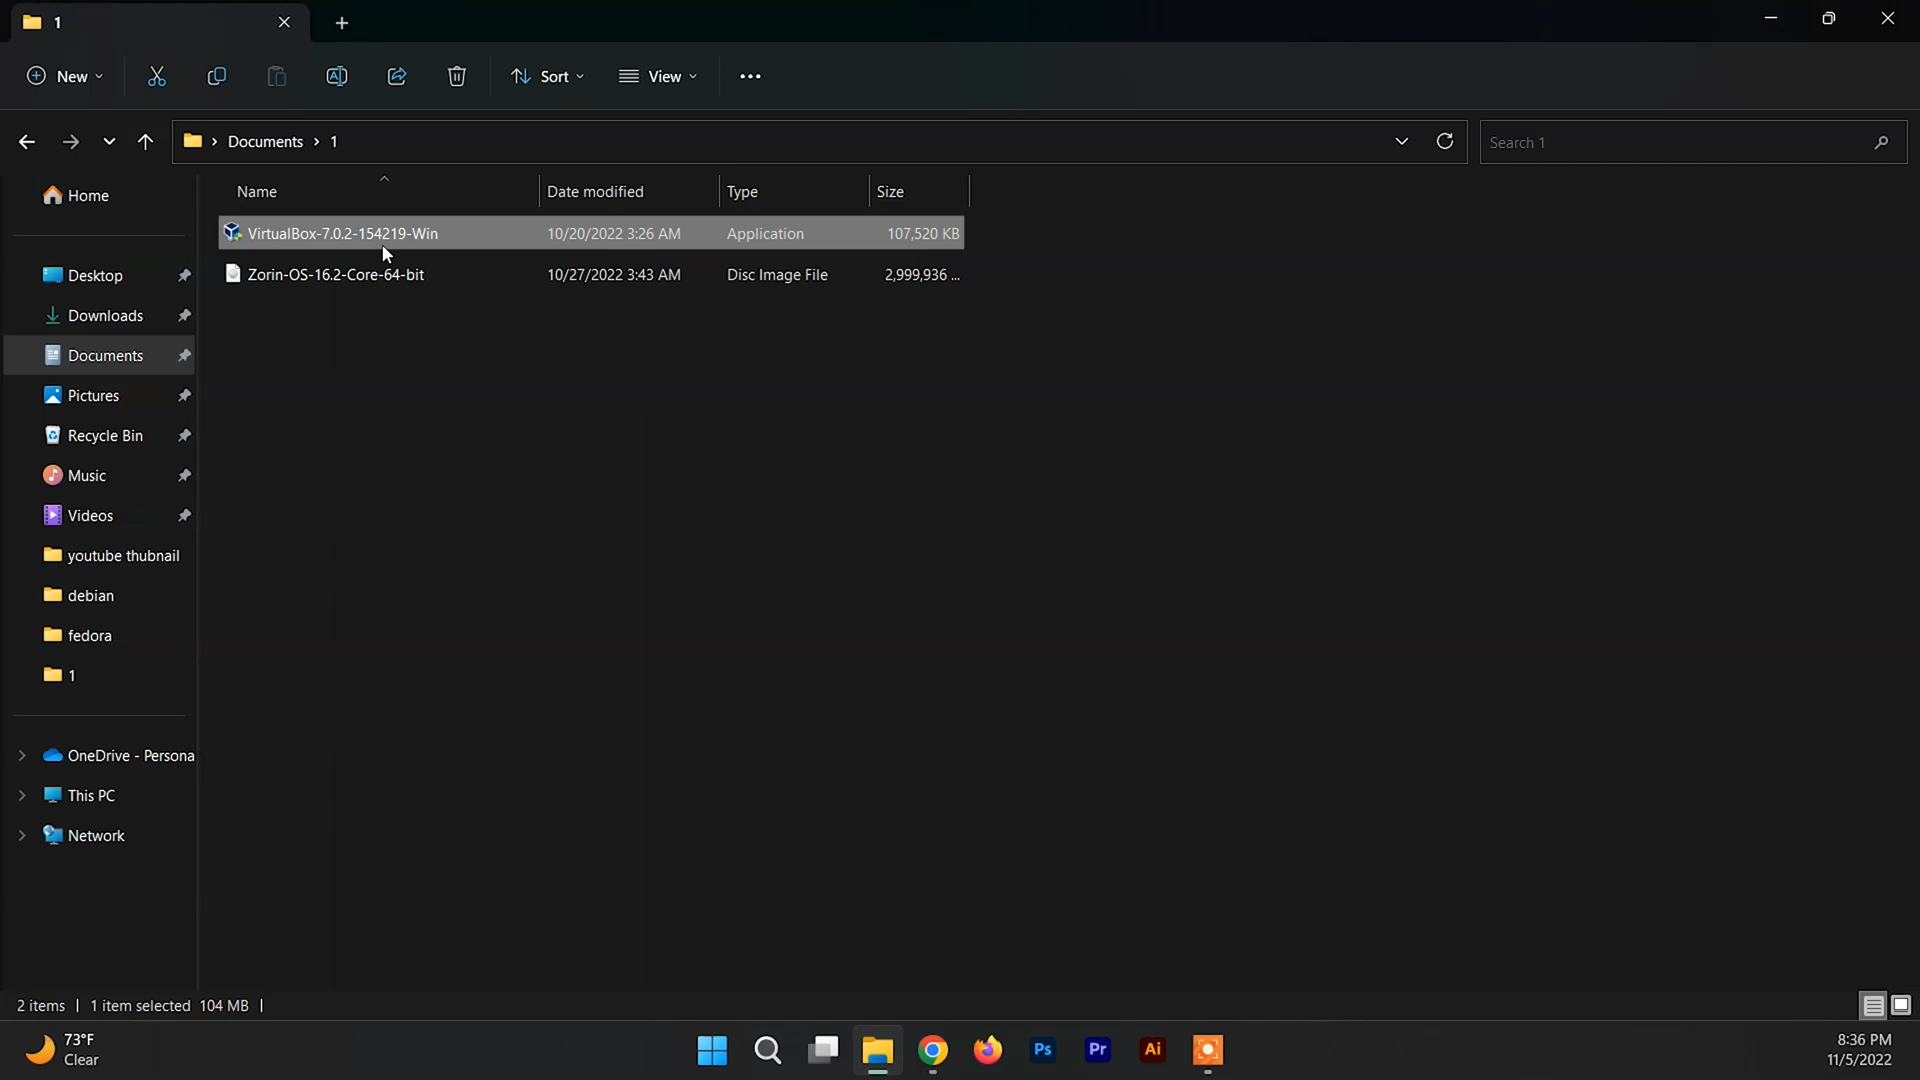 1
New
Sort
View
Documents
1
Search 1
Name
Date modified
Type
Size
VirtualBox-7.0.2-154219-Win 10/20/2022 3:26 AM Application 107,520 KB
Zorin-OS-16.2-Core-64-bit 10/27/2022 3:43 AM Disc Image File 2,999,936 ...
Home
Desktop
Downloads
Documents
Pictures
Recycle Bin
Music
Videos
youtube thubnail
debian
fedora
1
OneDrive - Persona
This PC
Network
2 items
1 item selected 104 MB
73°F
Clear
Ps
Pr
Ai
8:36 PM
11/5/2022